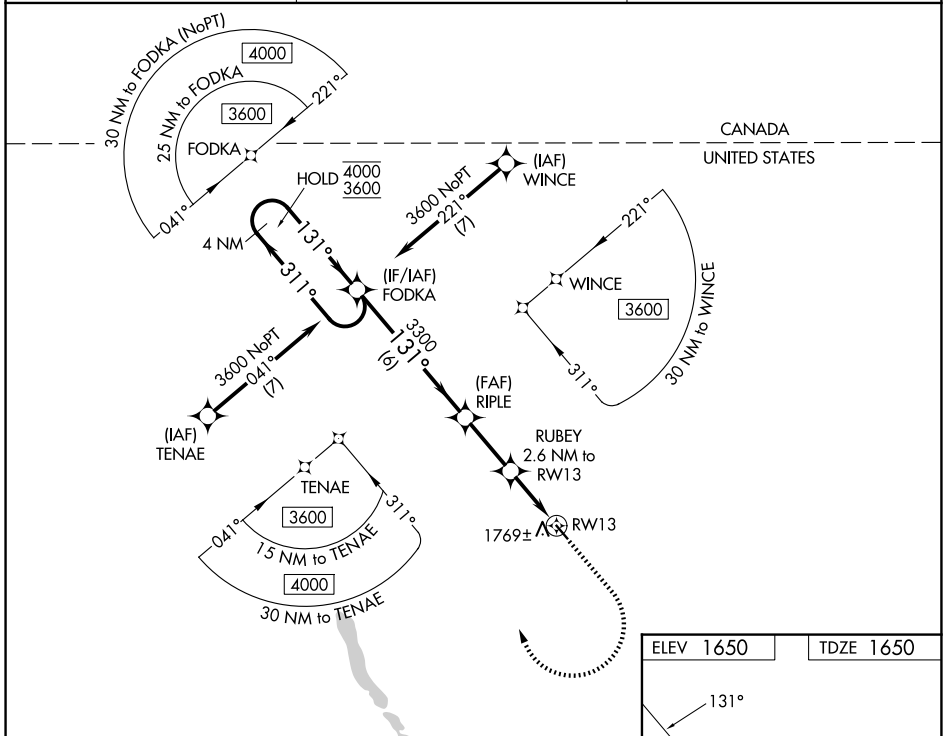 30 NM to FODKA (NoPT)
4000
25 NM to FODKA
3600
221°
FODKA
041°
CANADA
UNITED STATES
HOLD 4000
3600
4 NM
131°
311°
(IAF)
WINCE
3600 NoPT
221°
(7)
(IF/IAF)
FODKA
221°
WINCE
3600
30 NM to WINCE
311°
3300
131°
(6)
3600 NoPT
041°
(7)
(IAF)
TENAE
(FAF)
RIPLE
RUBEY
2.6 NM to
RW13
TENAE
3600
041°
311°
15 NM to TENAE
4000
30 NM to TENAE
1769±
RW13
ELEV 1650
TDZE 1650
131°